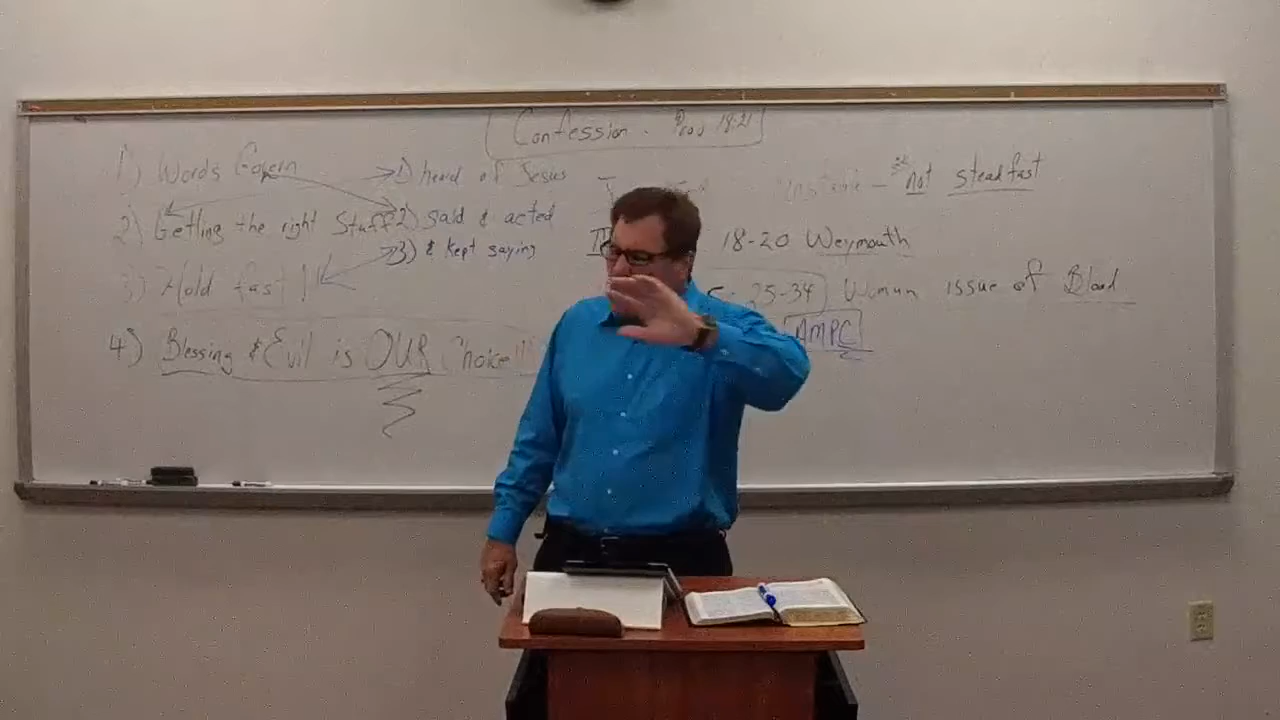 Confession - Prov 18:21
1) Words Govern
2) Getting the right Stuff
3) Hold fast !!
4) Blessing & Evil is OUR Choice!!
1) heard of Jesus
2) said & acted
3) & kept saying
Unstable - ** not steadfast
18-20 Weymouth
5: 25-34 Woman issue of Blood
AMPC